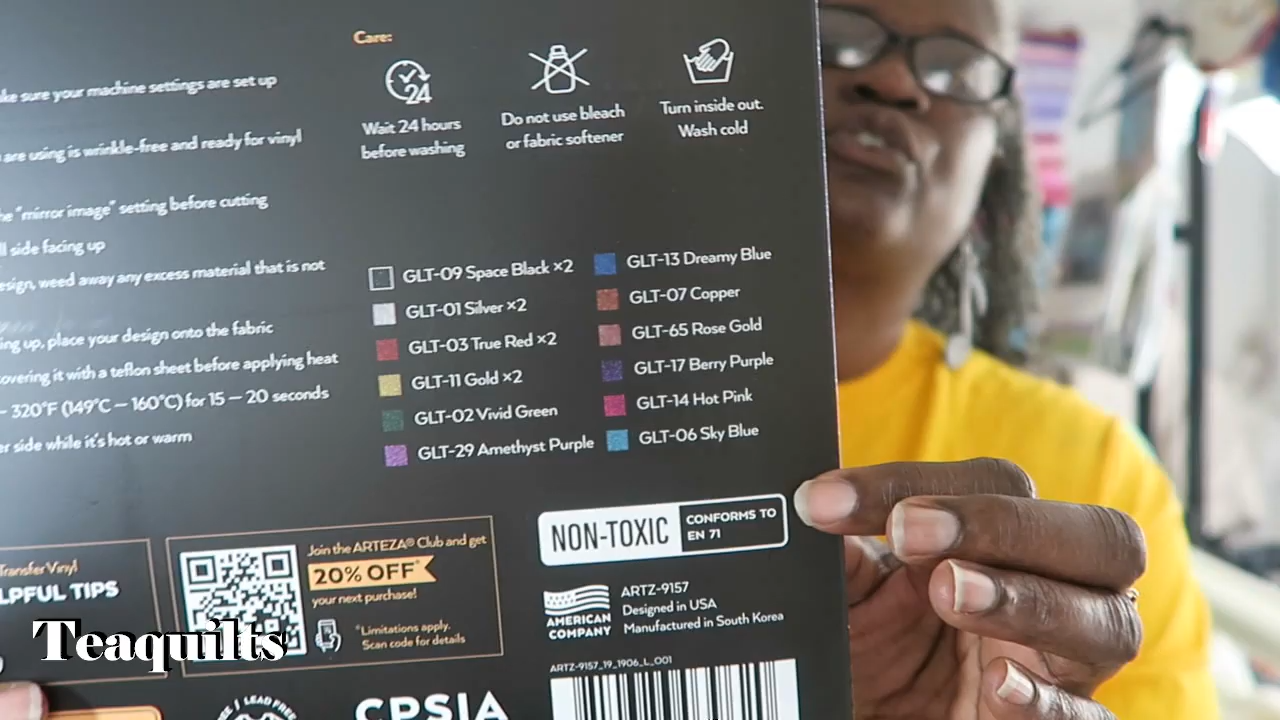 Care:
24
Wait 24 hours
before washing
Do not use bleach
or fabric softener
Turn inside out.
Wash cold
ke sure your machine settings are set up
are using is wrinkle-free and ready for vinyl
he "mirror image" setting before cutting
ll side facing up
esign, weed away any excess material that is not
ng up, place your design onto the fabric
overing it with a teflon sheet before applying heat
– 320°F (149°C – 160°C) for 15 – 20 seconds
er side while it's hot or warm
GLT-09 Space Black ×2
GLT-01 Silver ×2
GLT-03 True Red ×2
GLT-11 Gold ×2
GLT-02 Vivid Green
GLT-29 Amethyst Purple
GLT-13 Dreamy Blue
GLT-07 Copper
GLT-65 Rose Gold
GLT-17 Berry Purple
GLT-14 Hot Pink
GLT-06 Sky Blue
Transfer Vinyl
LPFUL TIPS
Join the ARTEZA® Club and get
20% OFF*
your next purchase!
*Limitations apply.
Scan code for details
NON-TOXIC
CONFORMS TO
EN 71
AMERICAN
COMPANY
ARTZ-9157
Designed in USA
Manufactured in South Korea
ARTZ-9157_19_1906_L_001
LEAD FREE
CPSIA
Teaquilts